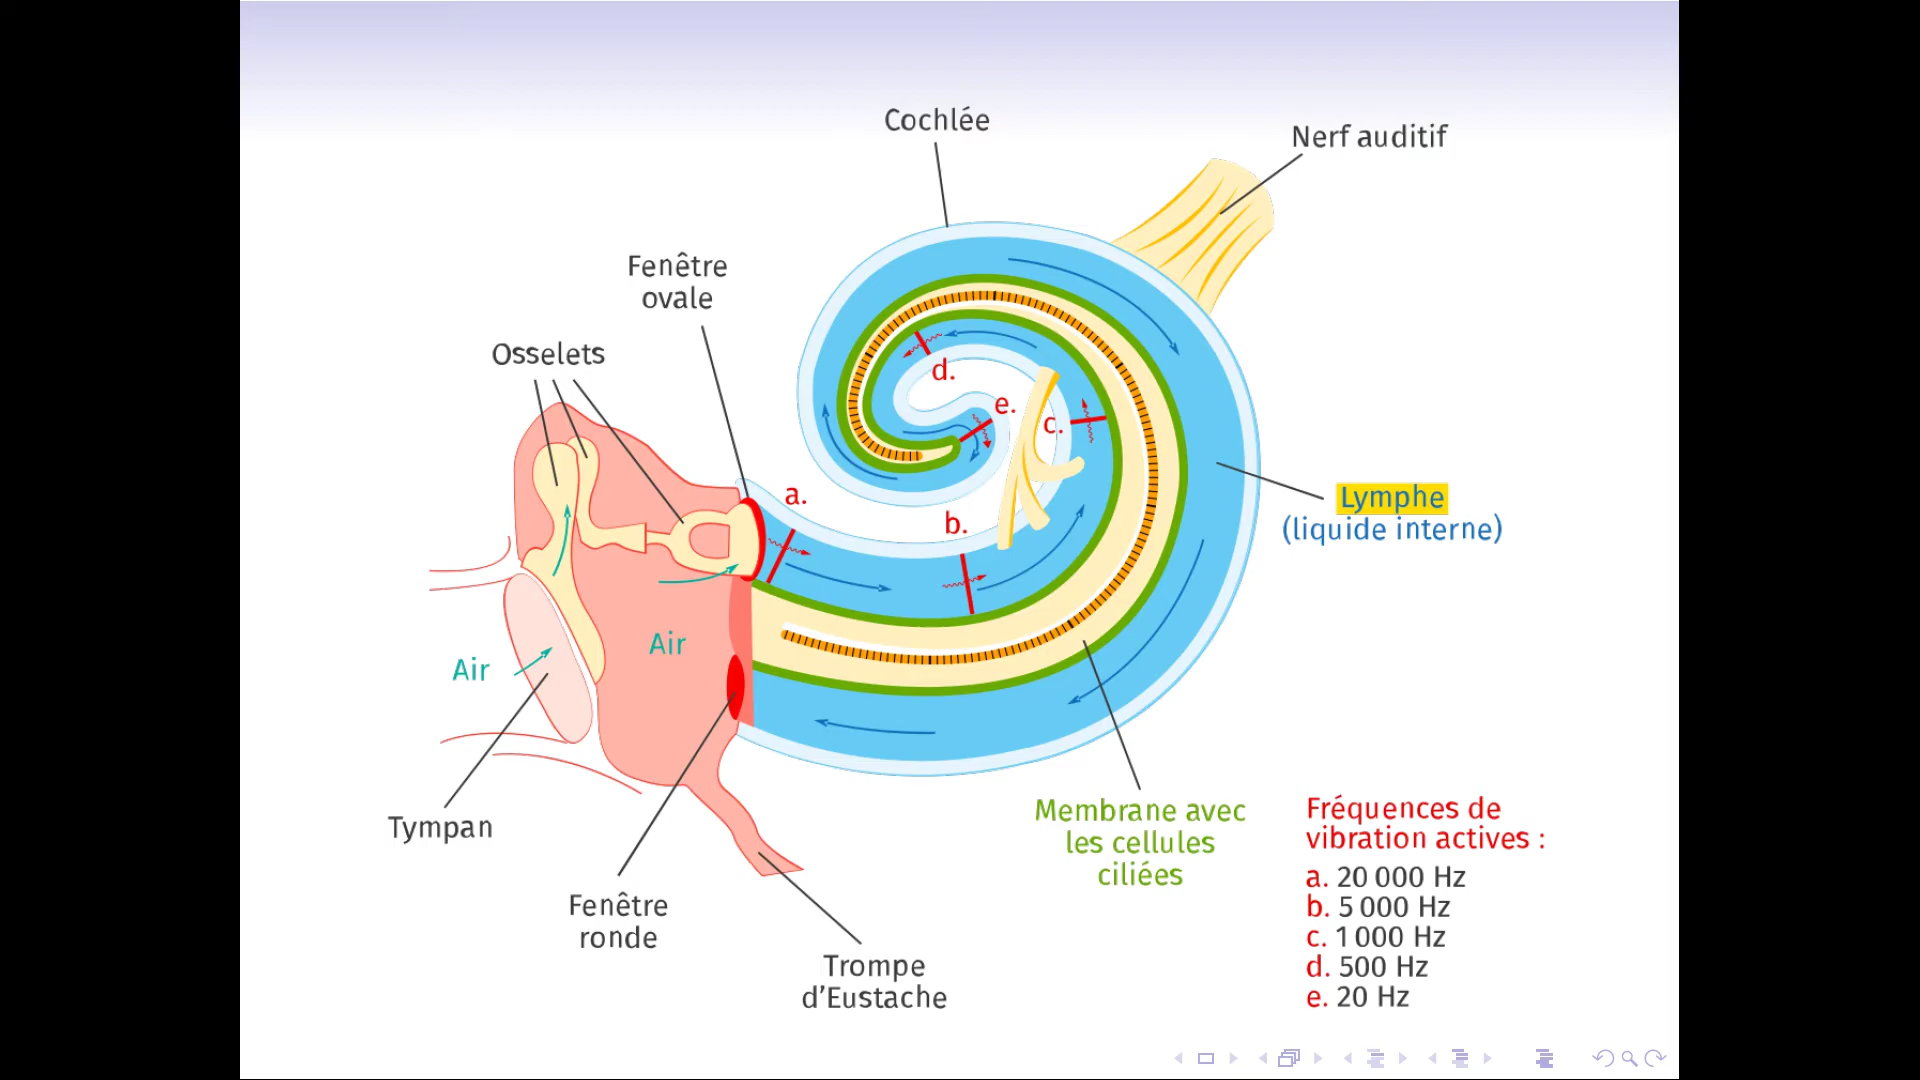 Cochlée
Nerf auditif
Fenêtre
ovale
Osselets
d.
e.
c.
a.
b.
Lymphe
(liquide interne)
Air
Air
Tympan
Fenêtre
ronde
Trompe
d'Eustache
Membrane avec
les cellules
ciliées
Fréquences de
vibration actives :
a. 20 000 Hz
b. 5 000 Hz
c. 1 000 Hz
d. 500 Hz
e. 20 Hz